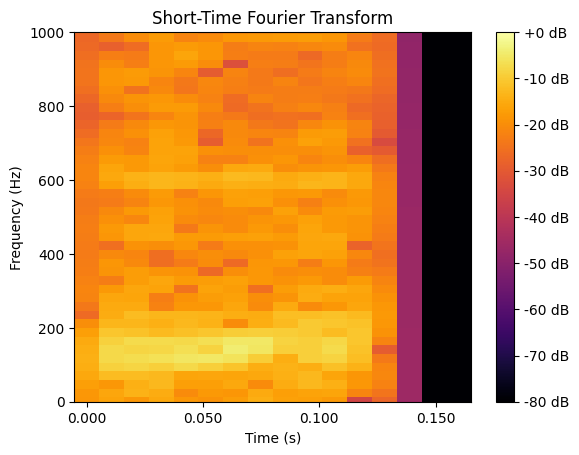 Short-Time Fourier Transform
1000
800
600
400
200
0
Frequency (Hz)
0.000
0.050
0.100
0.150
Time (s)
+0 dB
-10 dB
-20 dB
-30 dB
-40 dB
-50 dB
-60 dB
-70 dB
-80 dB